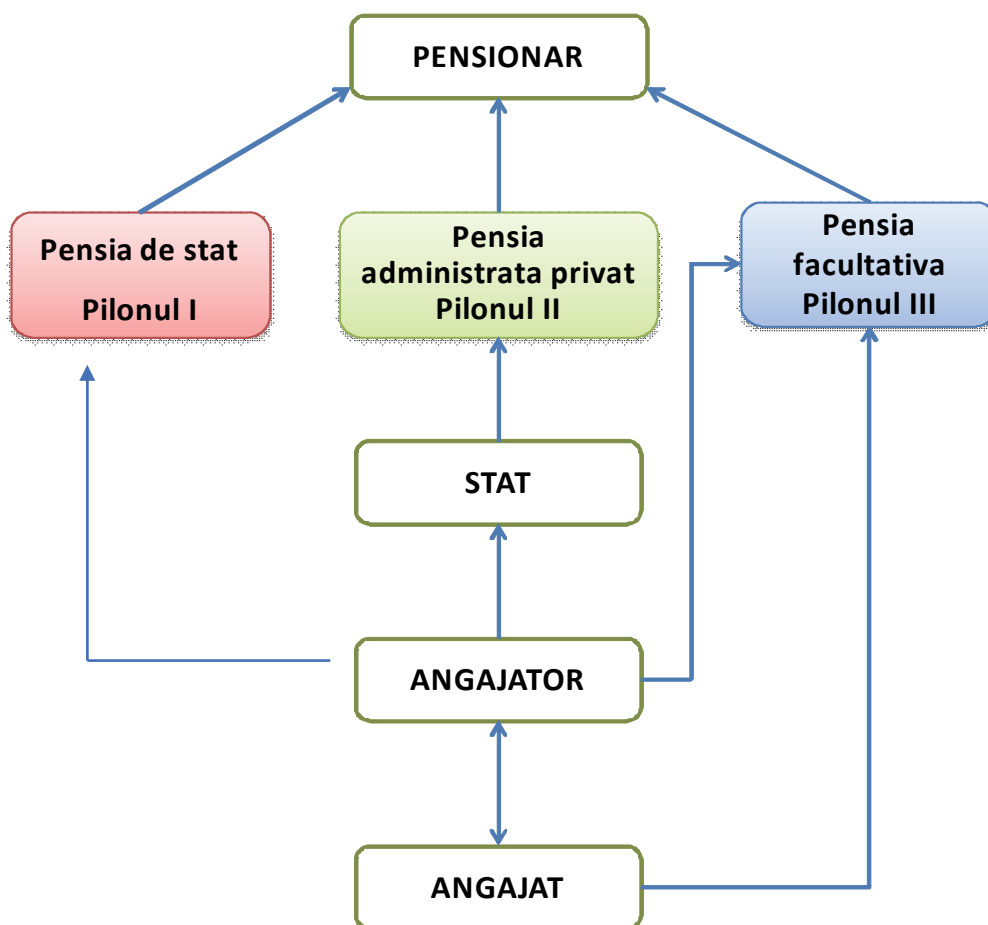 PENSIONAR
Pensia de stat
Pilonul I
Pensia
administrata privat
Pilonul II
Pensia
facultativa
Pilonul III
STAT
ANGAJATOR
ANGAJAT